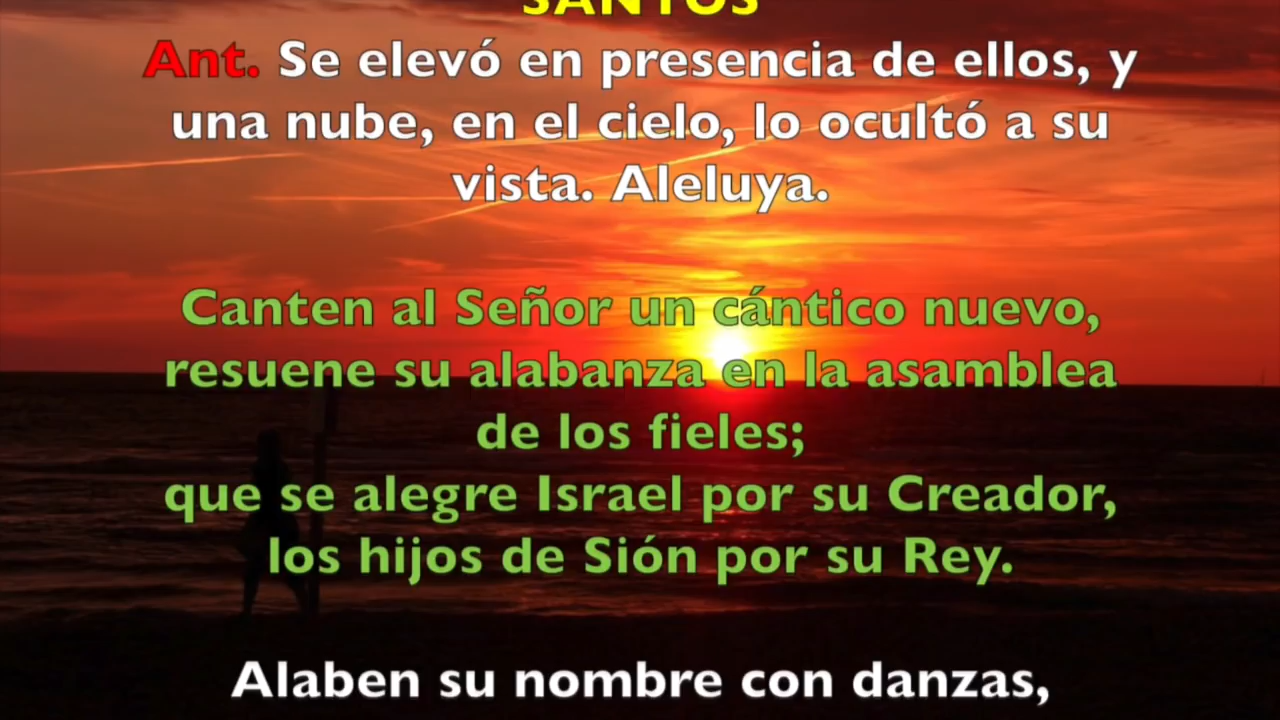 SANTOS
Ant. Se elevó en presencia de ellos, y
una nube, en el cielo, lo ocultó a su
vista. Aleluya.
Canten al Señor un cántico nuevo,
resuene su alabanza en la asamblea
de los fieles;
que se alegre Israel por su Creador,
los hijos de Sión por su Rey.
Alaben su nombre con danzas,